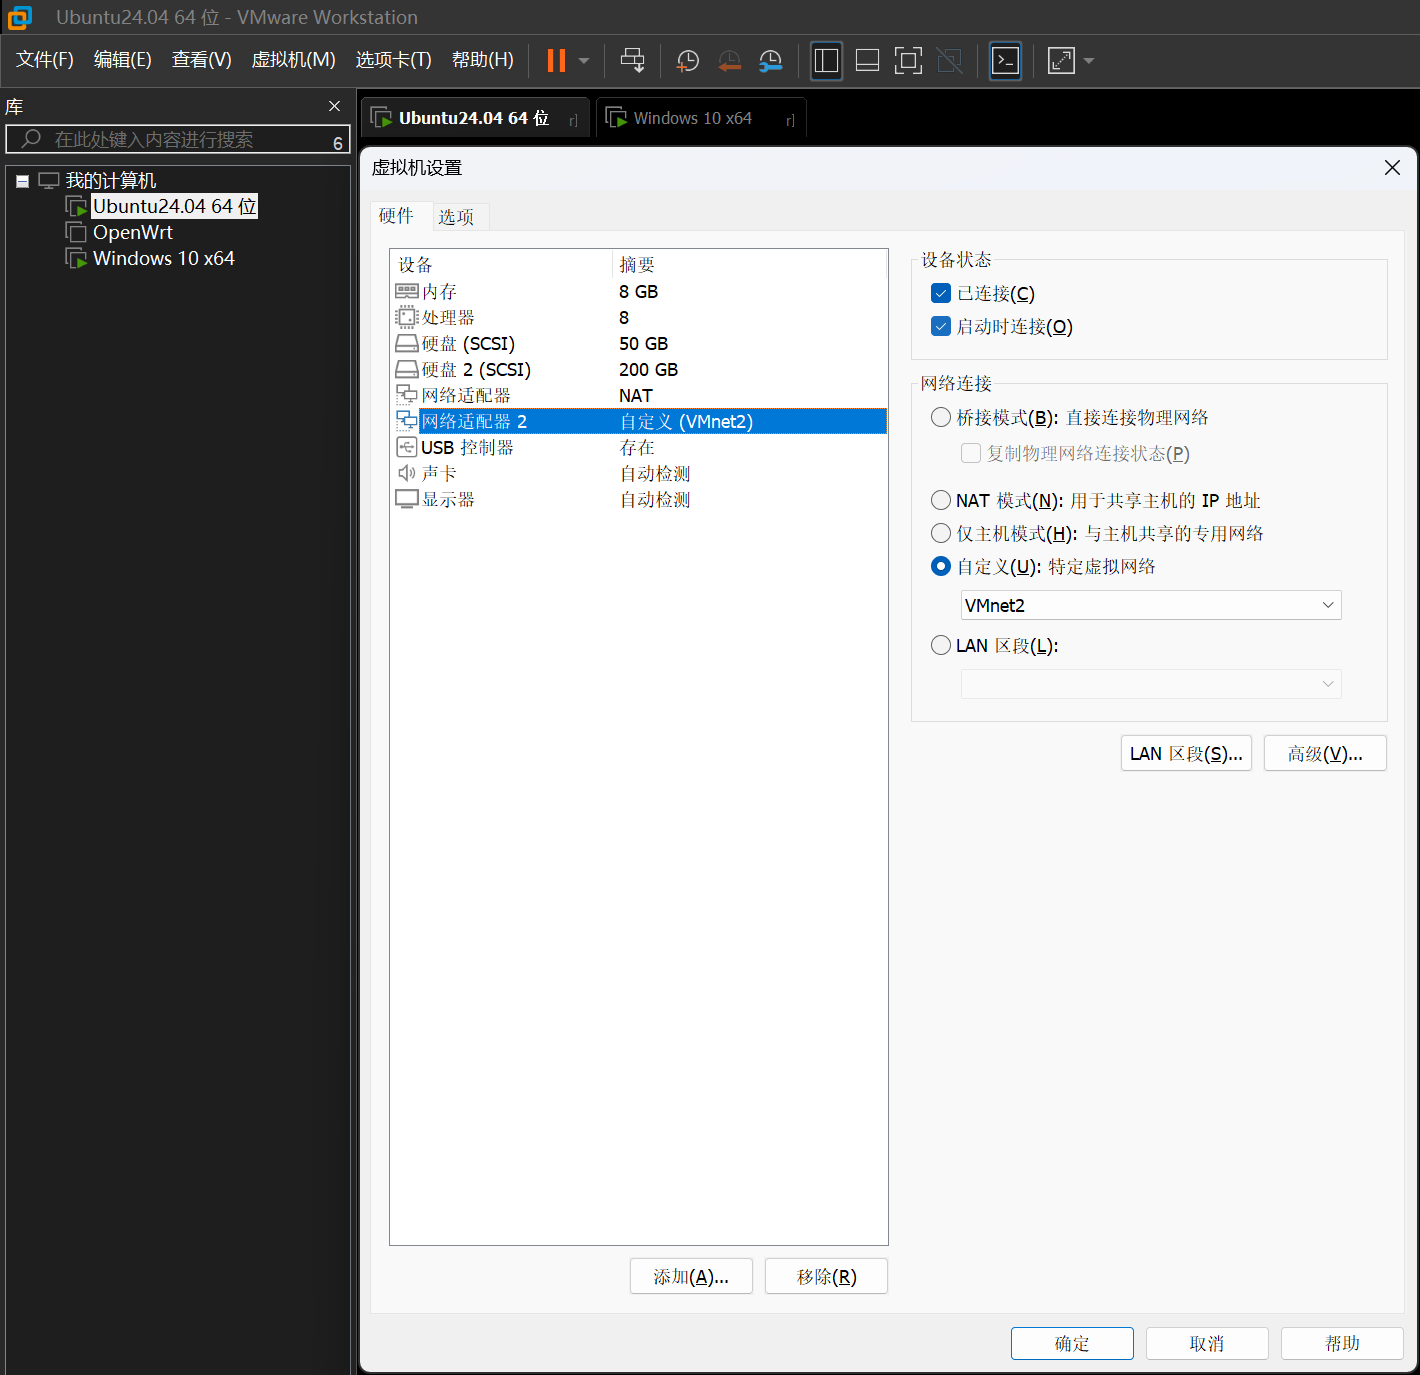 Ubuntu24.04 64 位 - VMware Workstation
文件(F) 编辑(E) 查看(V) 虚拟机(M) 选项卡(T) 帮助(H)
库
在此处键入内容进行搜索
6
我的计算机
Ubuntu24.04 64 位
OpenWrt
Windows 10 x64
Ubuntu24.04 64 位
Windows 10 x64
虚拟机设置
硬件 选项
设备 摘要
内存 8 GB
处理器 8
硬盘 (SCSI) 50 GB
硬盘 2 (SCSI) 200 GB
网络适配器 NAT
网络适配器 2 自定义 (VMnet2)
USB 控制器 存在
声卡 自动检测
显示器 自动检测
添加(A)... 移除(R)
设备状态
已连接(C)
启动时连接(O)
网络连接
桥接模式(B): 直接连接物理网络
复制物理网络连接状态(P)
NAT 模式(N): 用于共享主机的 IP 地址
仅主机模式(H): 与主机共享的专用网络
自定义(U): 特定虚拟网络
VMnet2
LAN 区段(L):
LAN 区段(S)... 高级(V)...
确定 取消 帮助